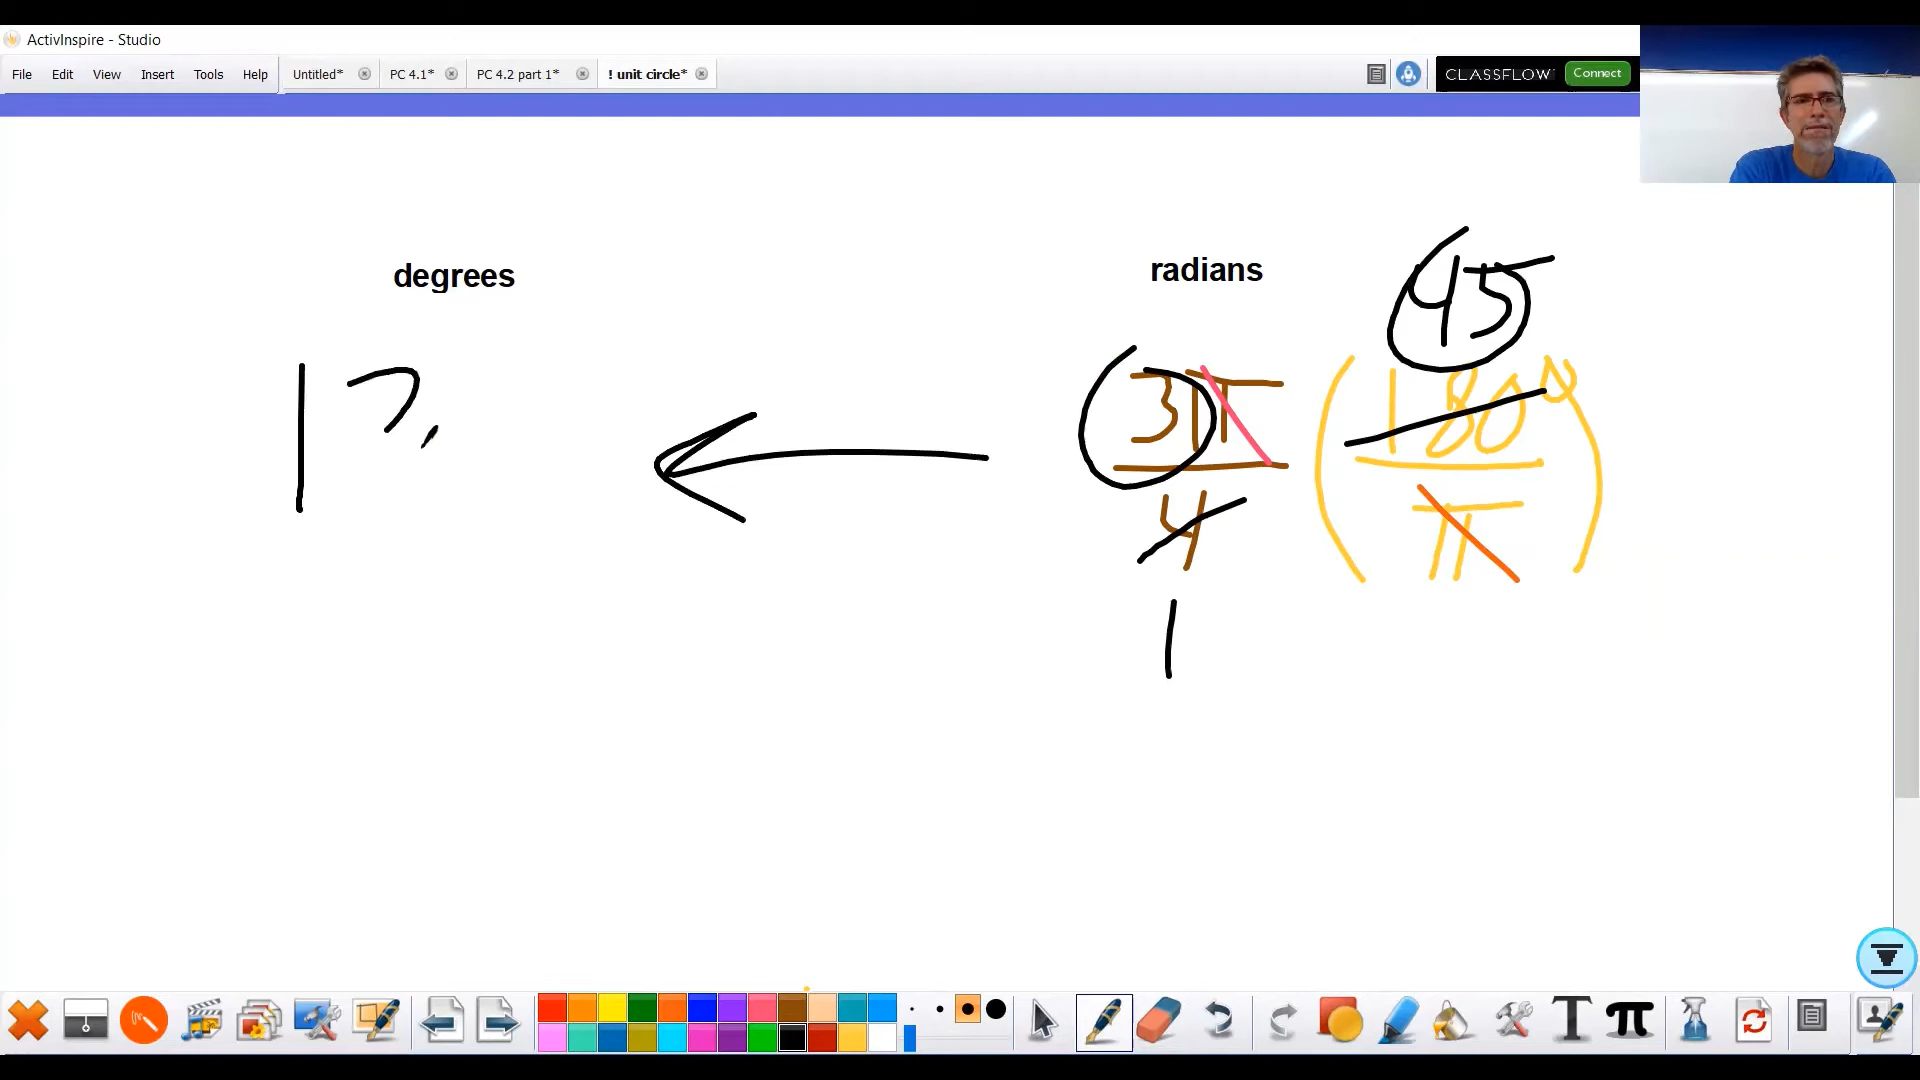 ActivInspire - Studio
File Edit View Insert Tools Help Untitled* PC 4.1* PC 4.2 part 1* ! unit circle* CLASSFLOW Connect
degrees
radians
45
3π 180°
4 π
1
1